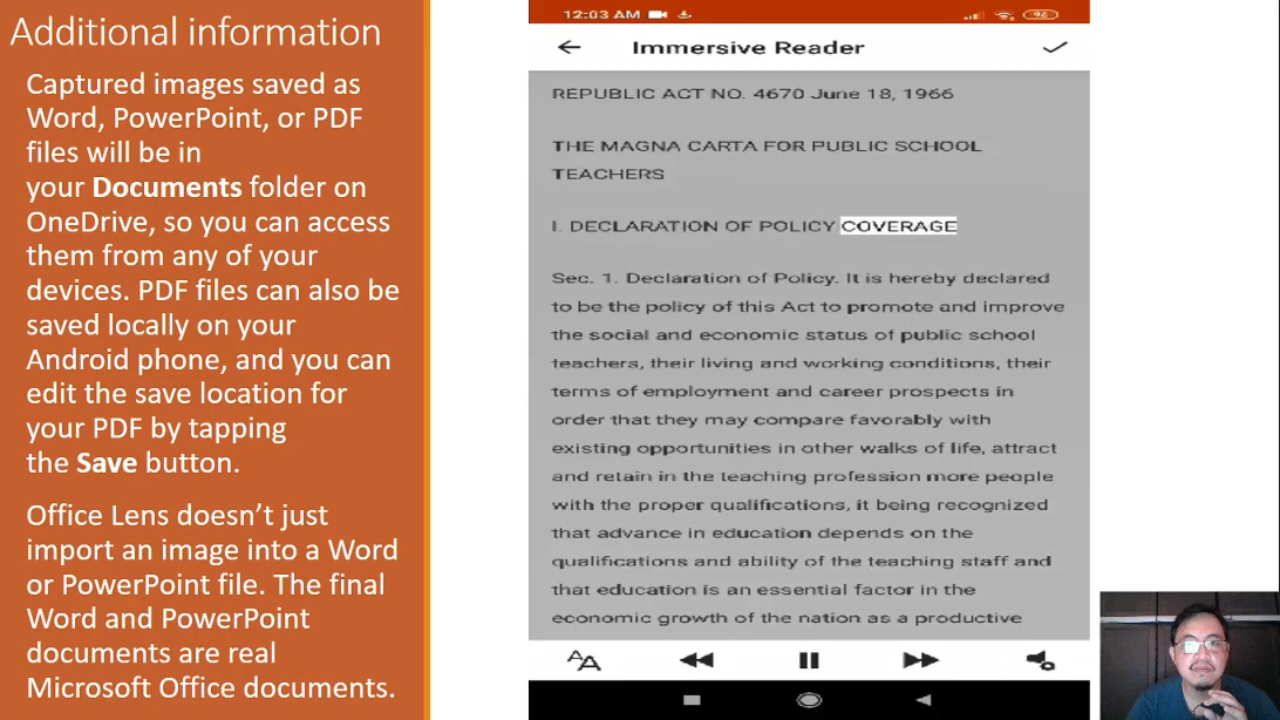 Additional information
Captured images saved as
Word, PowerPoint, or PDF
files will be in
your Documents folder on
OneDrive, so you can access
them from any of your
devices. PDF files can also be
saved locally on your
Android phone, and you can
edit the save location for
your PDF by tapping
the Save button.
Office Lens doesn’t just
import an image into a Word
or PowerPoint file. The final
Word and PowerPoint
documents are real
Microsoft Office documents.
12:03 AM
96
Immersive Reader
REPUBLIC ACT NO. 4670 June 18, 1966
THE MAGNA CARTA FOR PUBLIC SCHOOL
TEACHERS
I. DECLARATION OF POLICY COVERAGE
Sec. 1. Declaration of Policy. It is hereby declared
to be the policy of this Act to promote and improve
the social and economic status of public school
teachers, their living and working conditions, their
terms of employment and career prospects in
order that they may compare favorably with
existing opportunities in other walks of life, attract
and retain in the teaching profession more people
with the proper qualifications, it being recognized
that advance in education depends on the
qualifications and ability of the teaching staff and
that education is an essential factor in the
economic growth of the nation as a productive
AA